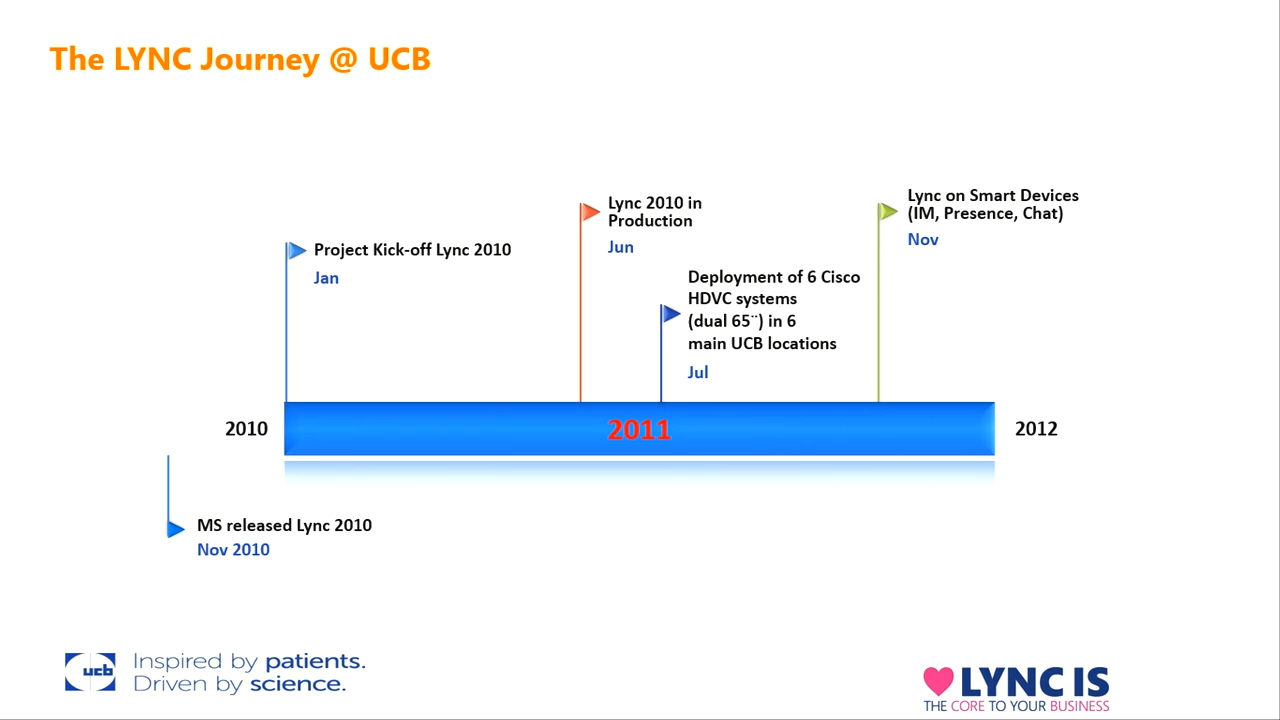 The LYNC Journey @ UCB
Lync on Smart Devices
(IM, Presence, Chat)
Nov
Lync 2010 in
Production
Jun
Project Kick-off Lync 2010
Jan
Deployment of 6 Cisco
HDVC systems
(dual 65¨) in 6
main UCB locations
Jul
2010
2011
2012
MS released Lync 2010
Nov 2010
ucb
Inspired by patients.
Driven by science.
LYNC IS
THE CORE TO YOUR BUSINESS